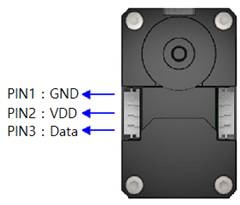 PIN1 : GND
PIN2 : VDD
PIN3 : Data